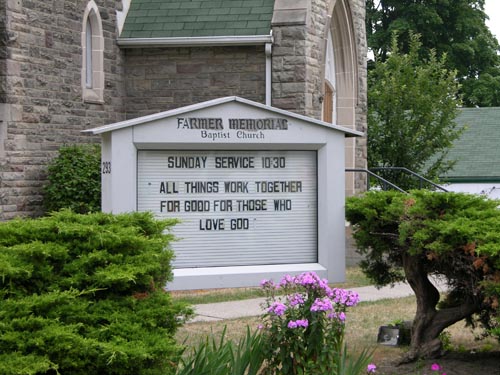 FARMER MEMORIAL
Baptist Church
293
SUNDAY SERVICE 10:30
ALL THINGS WORK TOGETHER
FOR GOOD FOR THOSE WHO
LOVE GOD